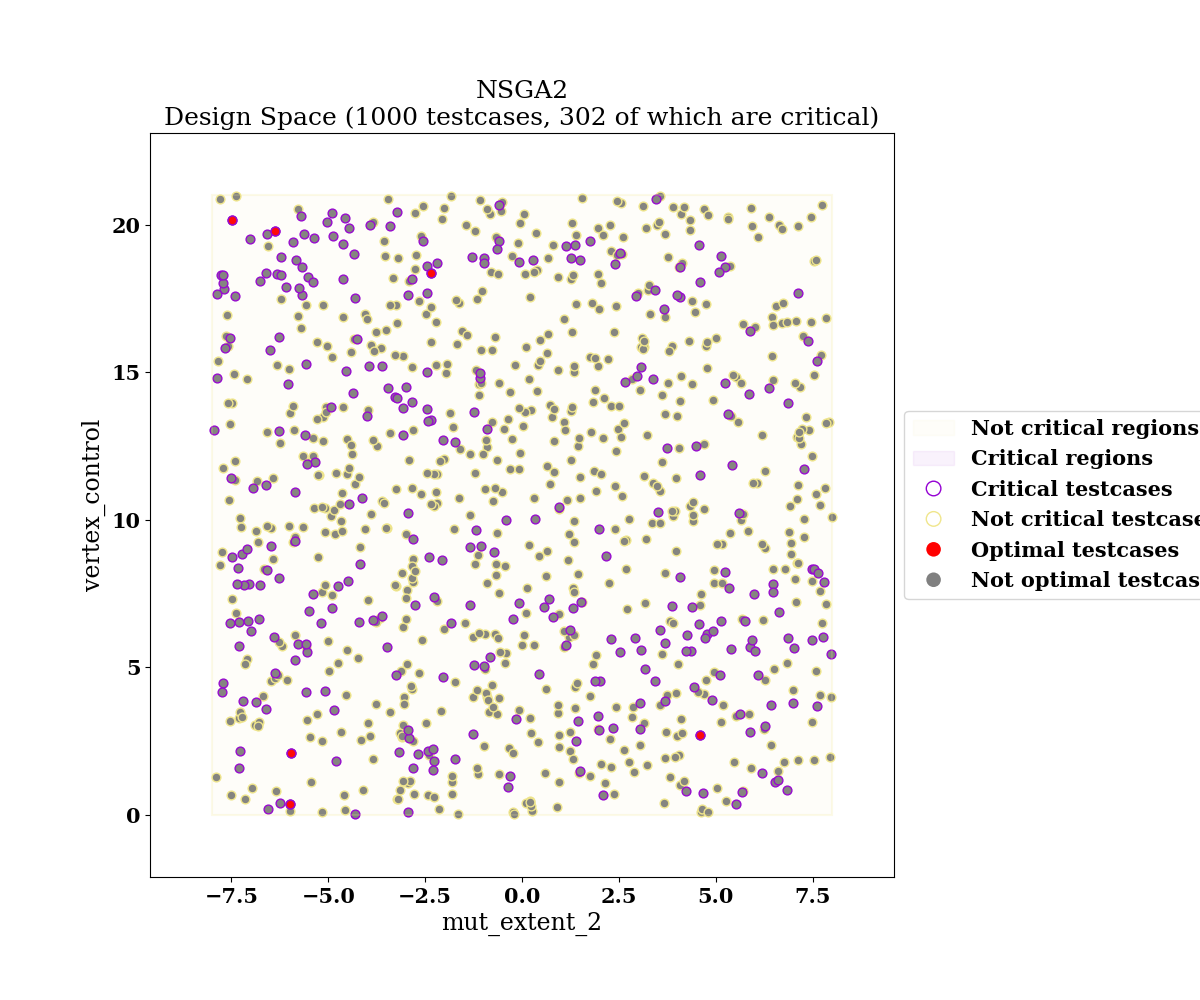 NSGA2
Design Space (1000 testcases, 302 of which are critical)
20
15
10
5
0
vertex_control
−7.5
−5.0
−2.5
0.0
2.5
5.0
7.5
mut_extent_2
Not critical regions
Critical regions
Critical testcases
Not critical testcase
Optimal testcases
Not optimal testcas